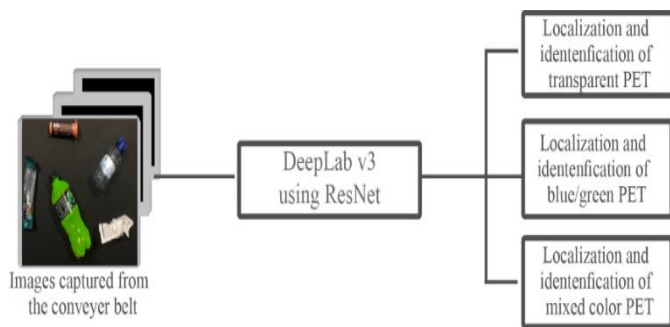 Images captured from
the conveyer belt
DeepLab v3
using ResNet
Localization and
identenfication of
transparent PET
Localization and
identenfication of
blue/green PET
Localization and
identenfication of
mixed color PET